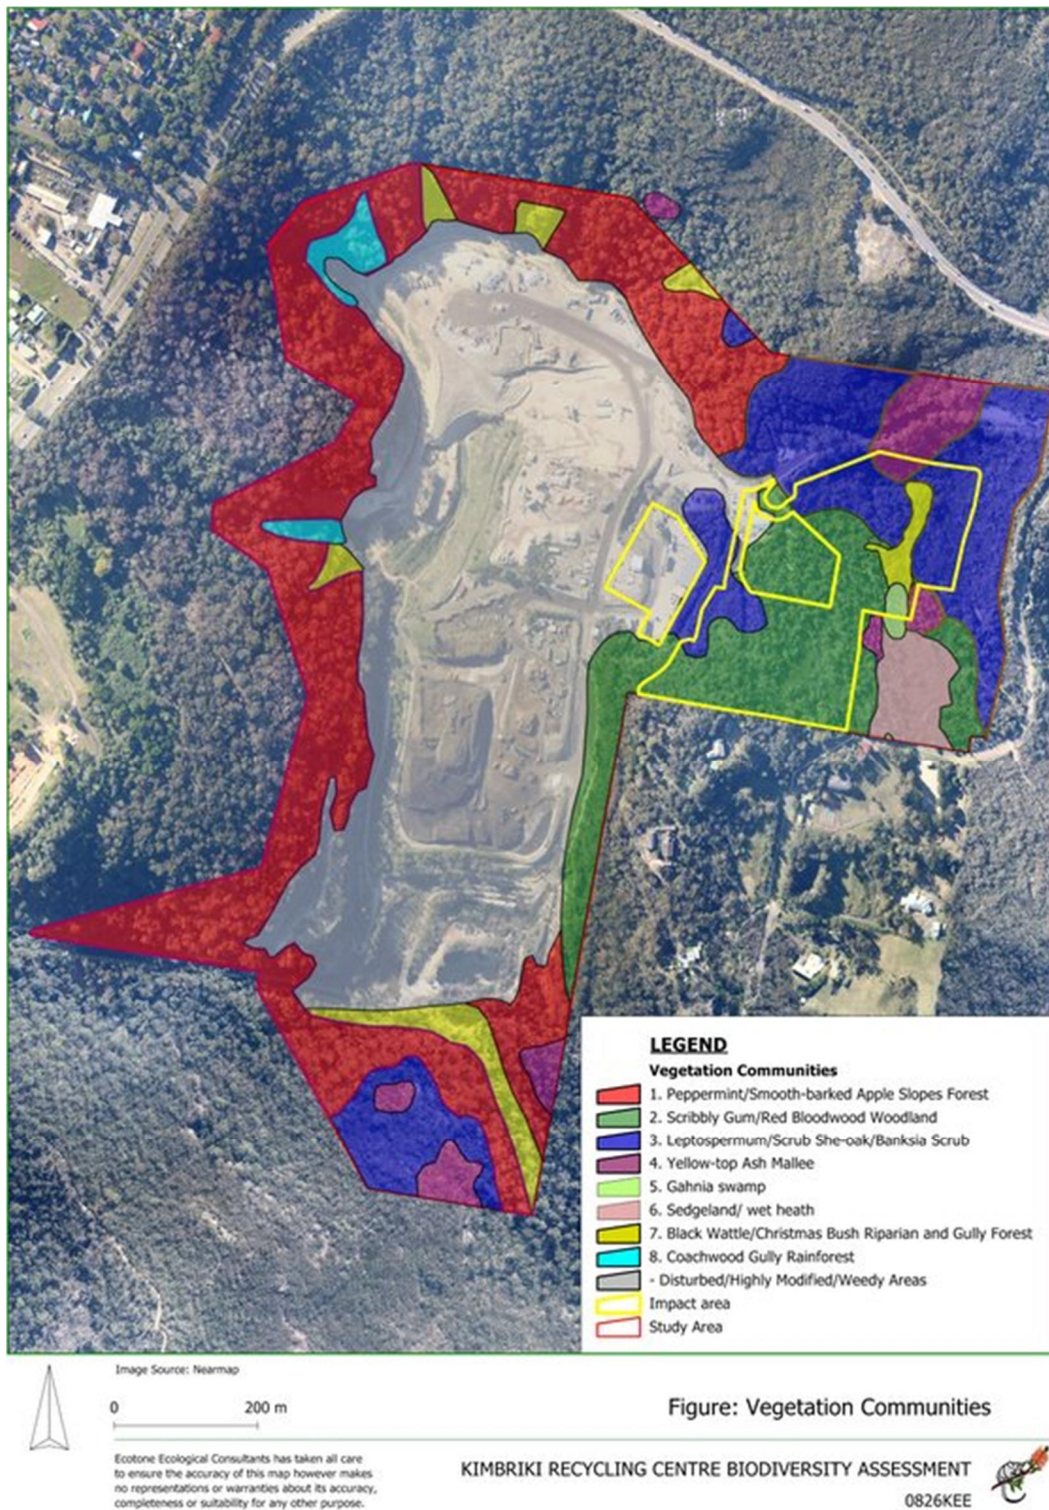 LEGEND
Vegetation Communities
1. Peppermint/Smooth-barked Apple Slopes Forest
2. Scribbly Gum/Red Bloodwood Woodland
3. Leptospermum/Scrub She-oak/Banksia Scrub
4. Yellow-top Ash Mallee
5. Gahnia swamp
6. Sedgeland/ wet heath
7. Black Wattle/Christmas Bush Riparian and Gully Forest
8. Coachwood Gully Rainforest
- Disturbed/Highly Modified/Weedy Areas
Impact area
Study Area
Image Source: Nearmap
0 200 m
Figure: Vegetation Communities
Ecotone Ecological Consultants has taken all care
to ensure the accuracy of this map however makes
no representations or warranties about its accuracy,
completeness or suitability for any other purpose.
KIMBRIKI RECYCLING CENTRE BIODIVERSITY ASSESSMENT
0826KEE